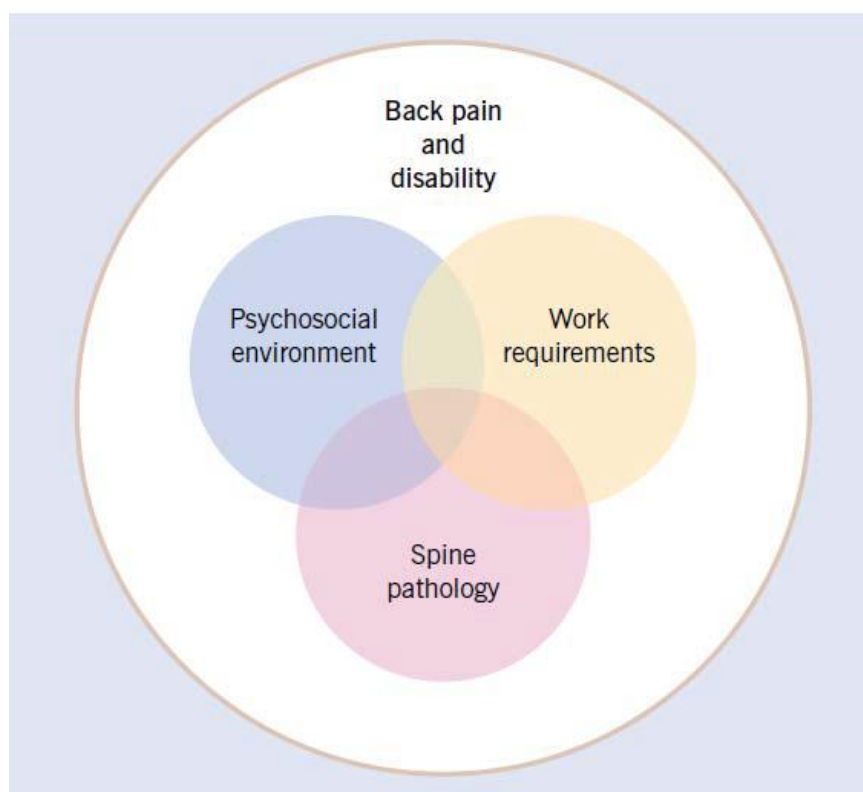 Back pain
and
disability
Psychosocial
environment
Work
requirements
Spine
pathology